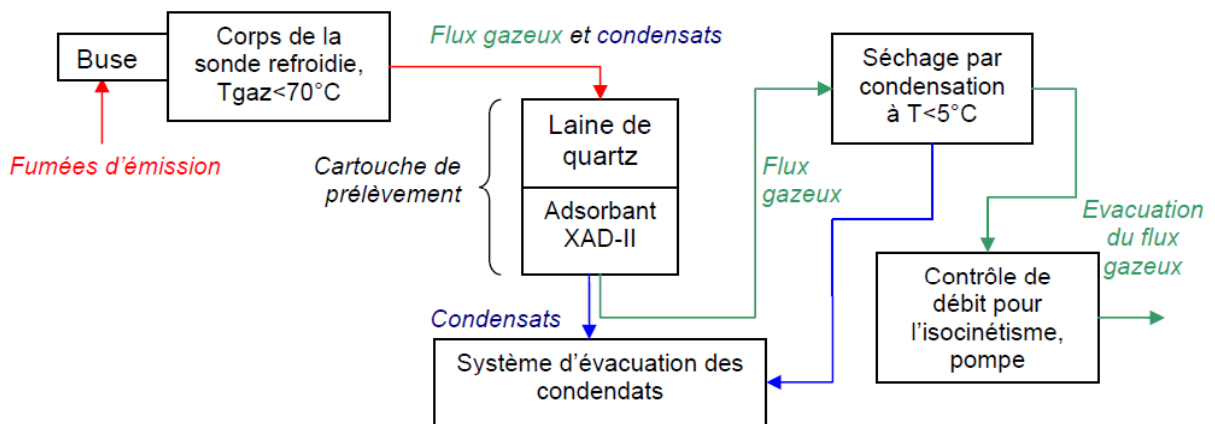 Buse
Corps de la
sonde refroidie,
Tgaz<70°C
Flux gazeux et condensats
Fumées d'émission
Cartouche de
prélèvement
Laine de
quartz
Adsorbant
XAD-II
Flux
gazeux
Séchage par
condensation
à T<5°C
Evacuation
du flux
gazeux
Contrôle de
débit pour
l'isocinétisme,
pompe
Condensats
Système d'évacuation des
condendats